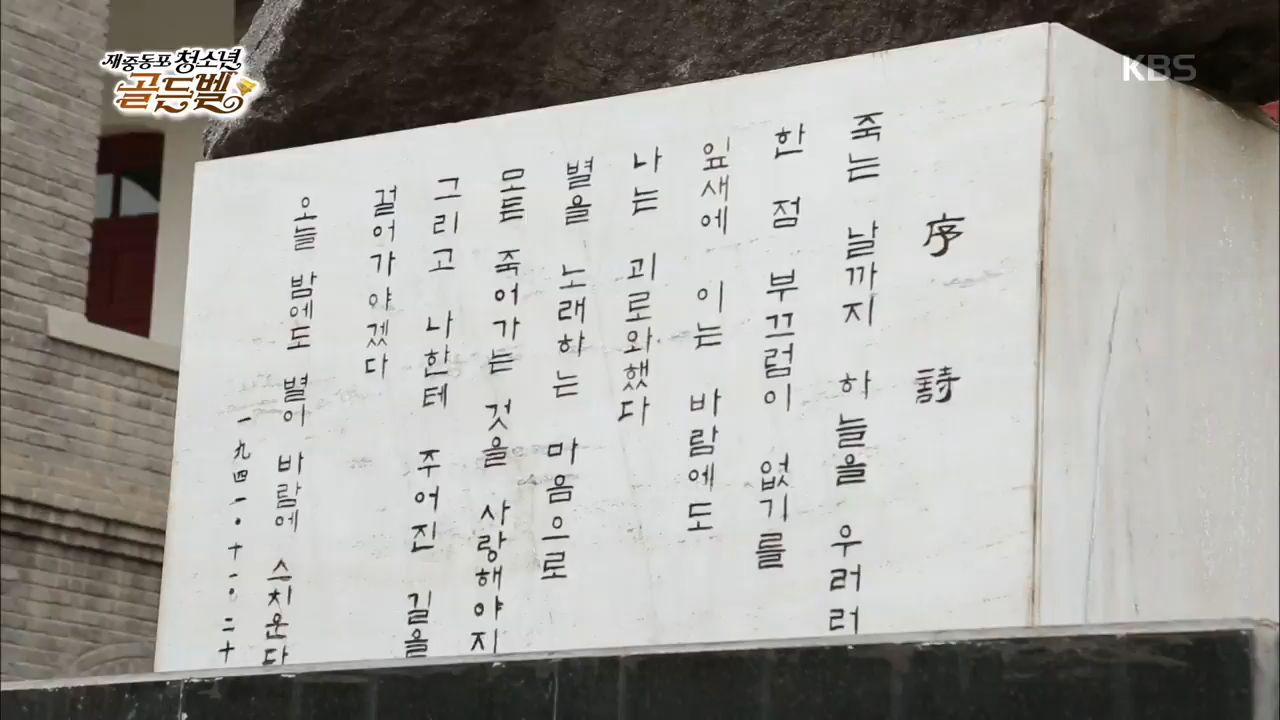 재중동포 청소년
골든벨
KBS
序詩
죽는 날까지 하늘을 우러러
한 점 부끄럼이 없기를
잎새에 이는 바람에도
나는 괴로와했다
별을 노래하는 마음으로
모든 죽어가는 것을 사랑해야지
그리고 나한테 주어진 길을
걸어가야겠다
오늘 밤에도 별이 바람에 스치운다
一九四一·十一·二十